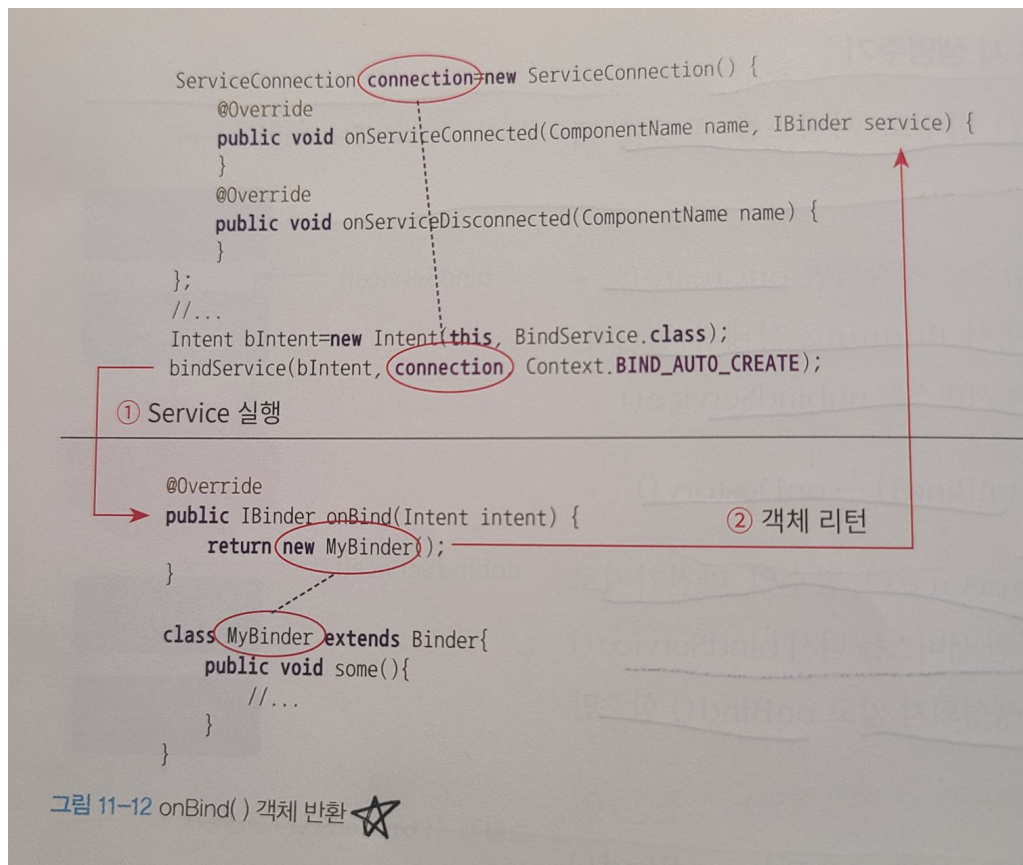 ServiceConnection connection=new ServiceConnection() {
@Override
public void onServiceConnected(ComponentName name, IBinder service) {
}
@Override
public void onServiceDisconnected(ComponentName name) {
}
};
//...
Intent bIntent=new Intent(this, BindService.class);
bindService(bIntent, connection, Context.BIND_AUTO_CREATE);
① Service 실행
@Override
public IBinder onBind(Intent intent) {
② 객체 리턴
return new MyBinder();
}
class MyBinder extends Binder{
public void some(){
//...
}
}
그림 11-12 onBind( ) 객체 반환